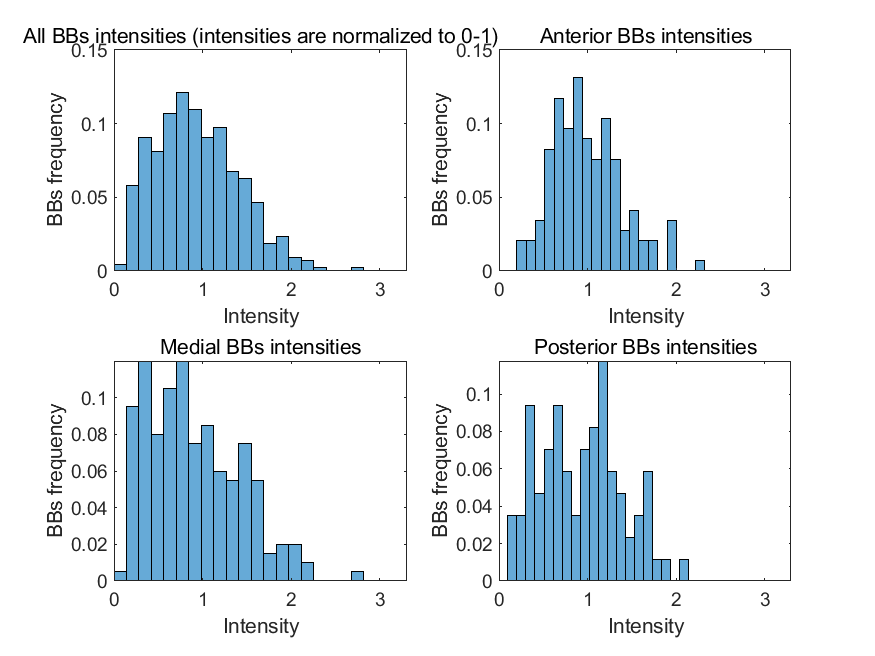 All BBs intensities (intensities are normalized to 0-1)
0.15
0.1
0.05
0
BBs frequency
0 1 2 3
Intensity
Anterior BBs intensities
0.15
0.1
0.05
0
BBs frequency
0 1 2 3
Intensity
Medial BBs intensities
0.1
0.08
0.06
0.04
0.02
0
BBs frequency
0 1 2 3
Intensity
Posterior BBs intensities
0.1
0.08
0.06
0.04
0.02
0
BBs frequency
0 1 2 3
Intensity